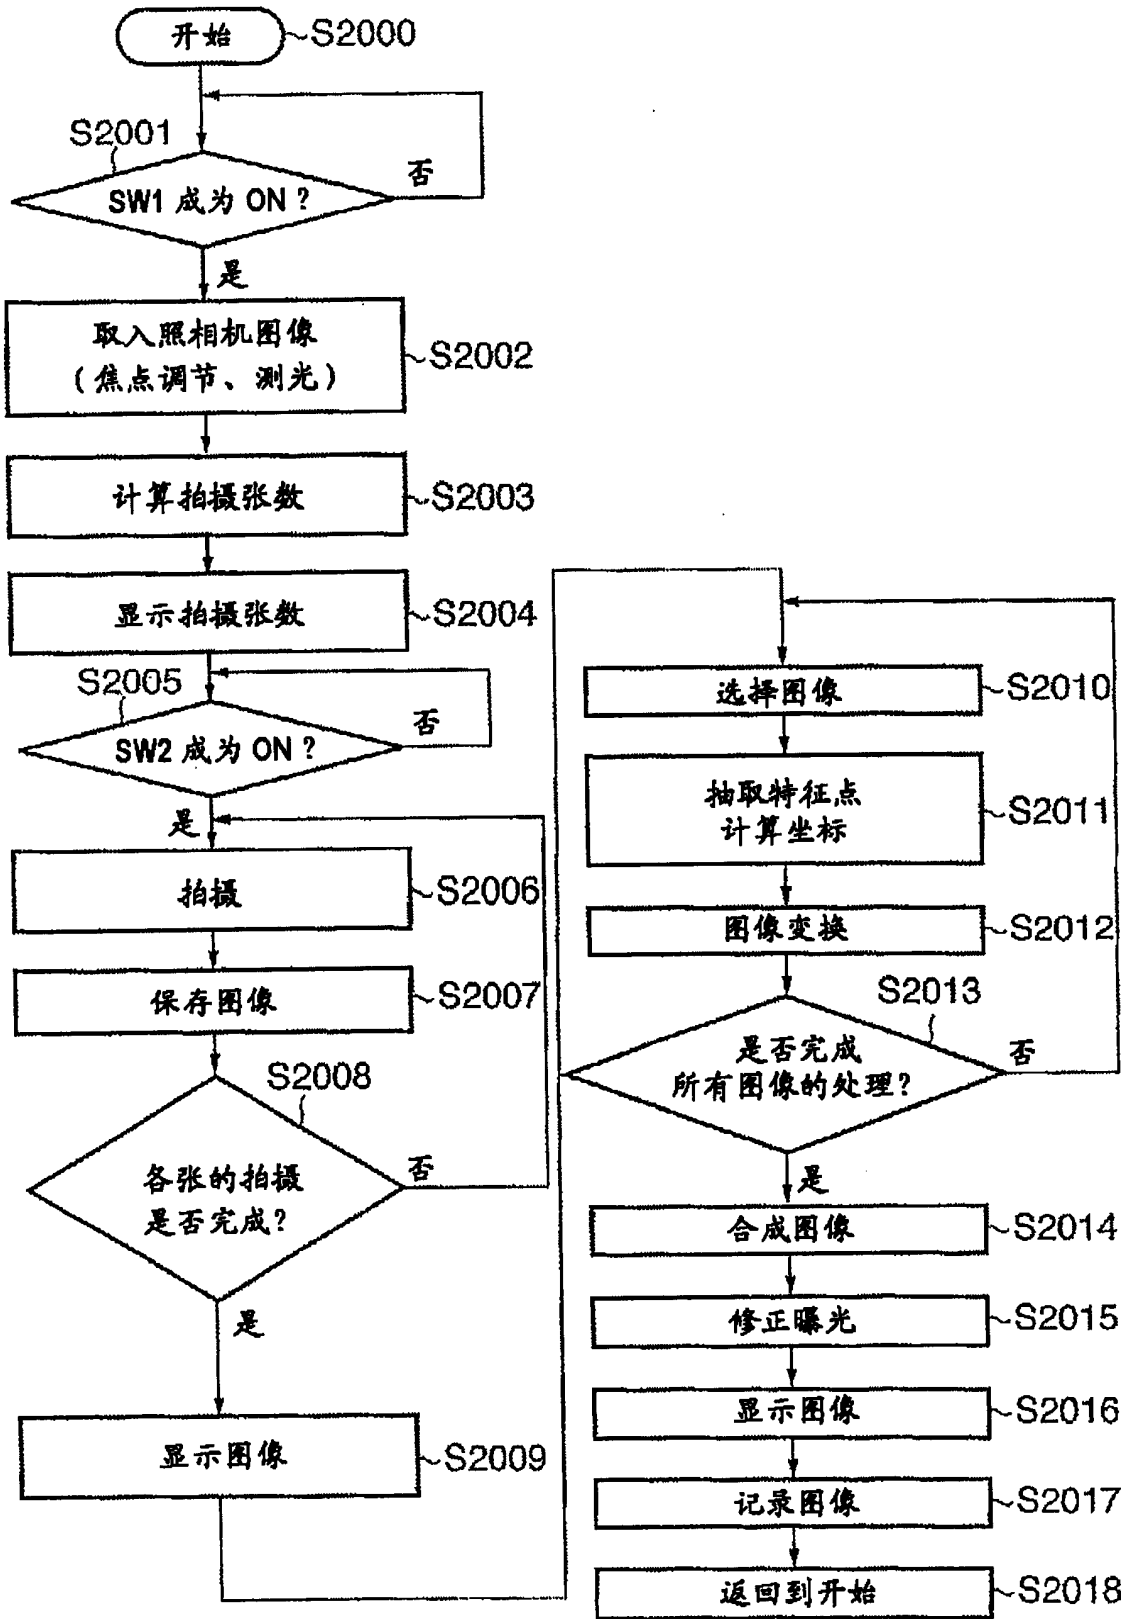 开始
S2000
S2001
SW1 成为 ON？
否
是
取入照相机图像
（焦点调节、测光）
S2002
计算拍摄张数
S2003
显示拍摄张数
S2004
S2005
SW2 成为 ON？
否
是
拍摄
S2006
保存图像
S2007
S2008
各张的拍摄
是否完成？
否
是
显示图像
S2009
选择图像
S2010
抽取特征点
计算坐标
S2011
图像变换
S2012
S2013
是否完成
所有图像的处理？
否
是
合成图像
S2014
修正曝光
S2015
显示图像
S2016
记录图像
S2017
返回到开始
S2018